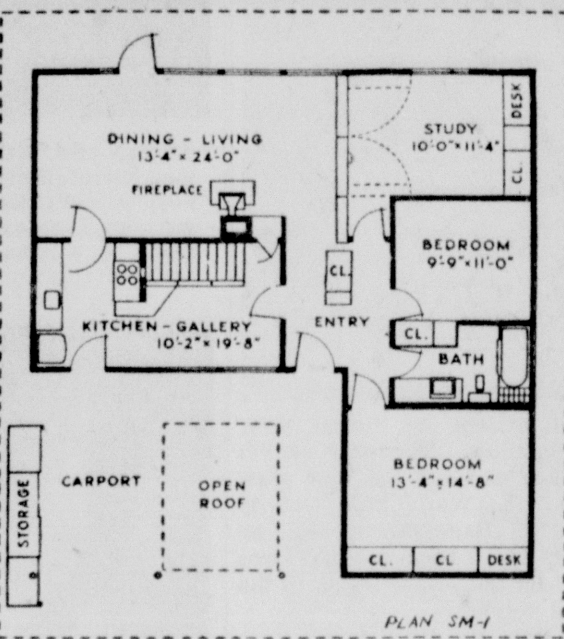 DINING - LIVING
13'-4" × 24'-0"
FIREPLACE
STUDY
10'-0" × 11'-4"
DESK
CL.
BEDROOM
9'-9" × 11'-0"
CL.
ENTRY
KITCHEN - GALLERY
10'-2" × 19'-8"
CL.
BATH
CARPORT
OPEN
ROOF
STORAGE
BEDROOM
13'-4" × 14'-8"
CL.
CL
DESK
PLAN SM-1